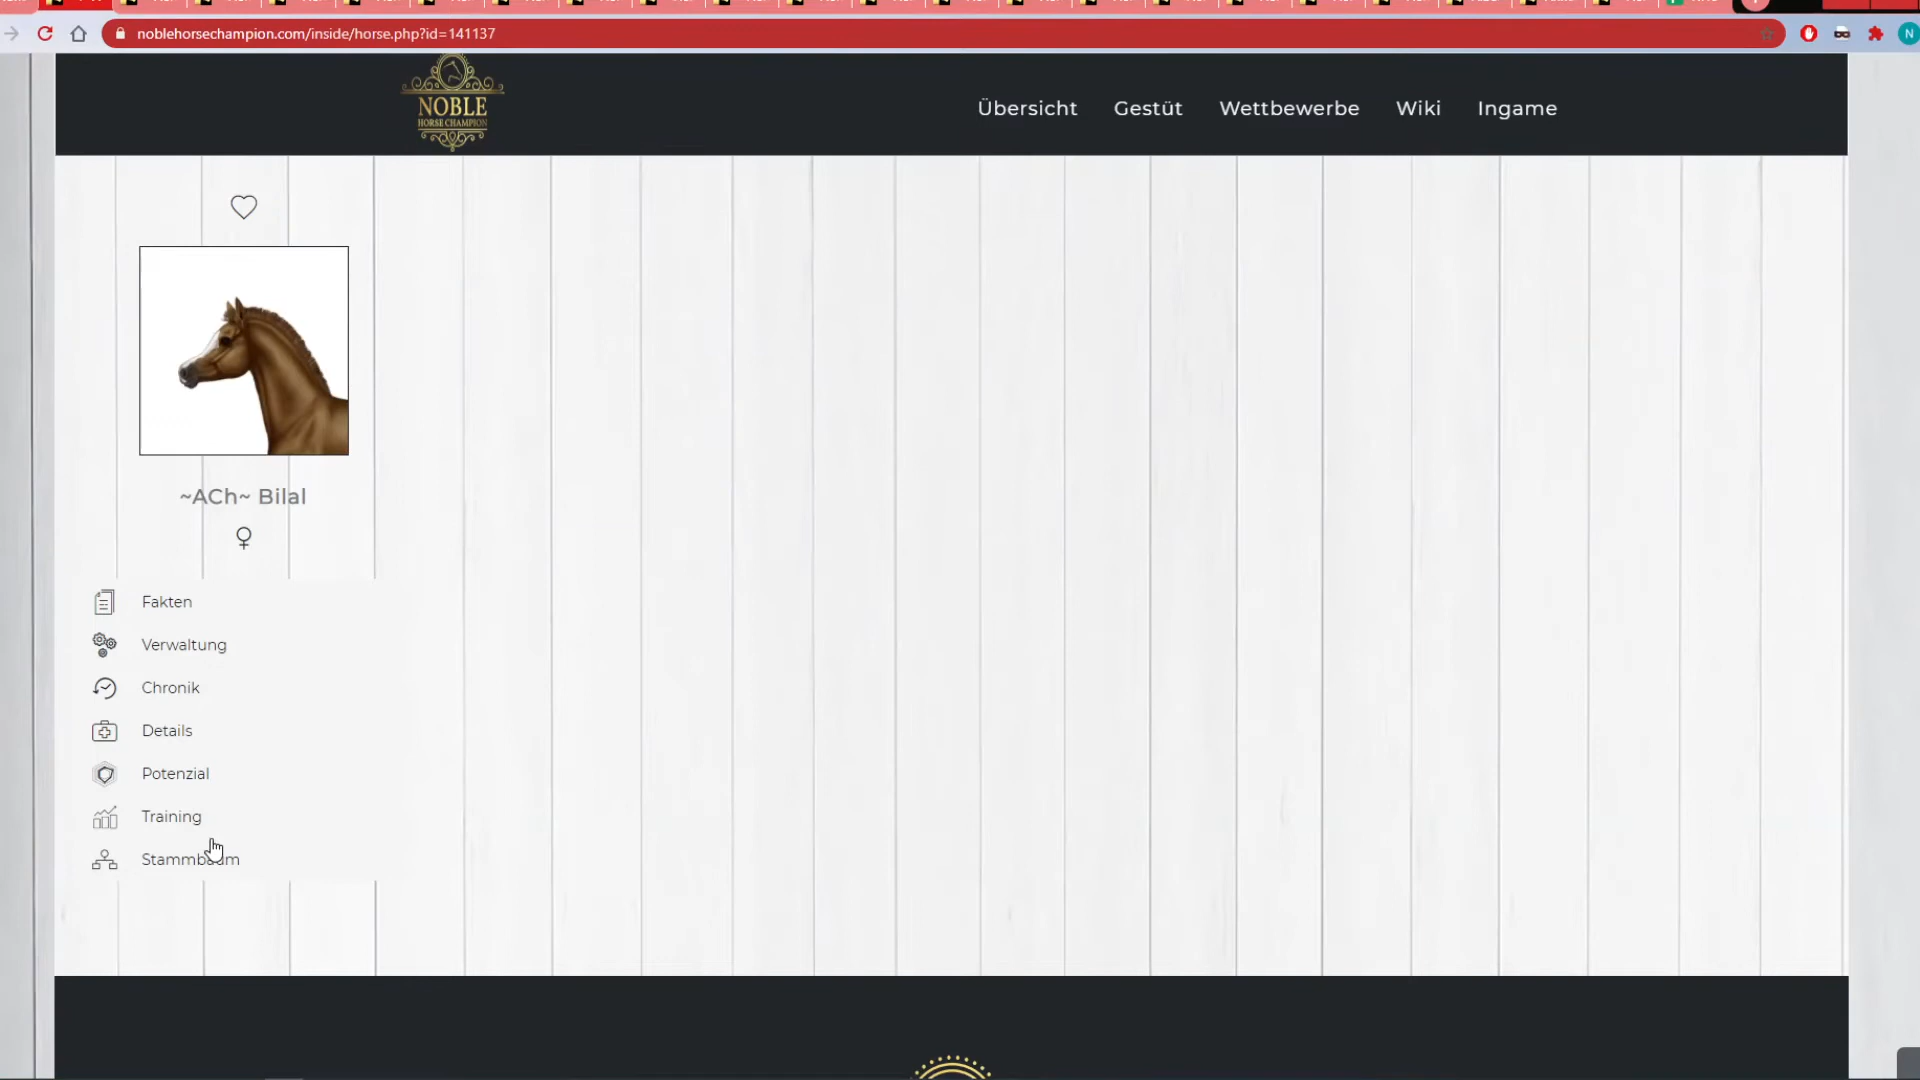 noblehorsechampion.com/inside/horse.php?id=141137
NOBLE
HORSE CHAMPION
Übersicht Gestüt Wettbewerbe Wiki Ingame
~ACh~ Bilal
Fakten
Verwaltung
Chronik
Details
Potenzial
Training
Stammbaum
N